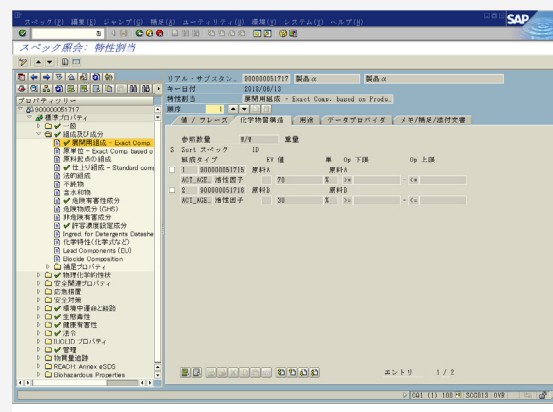 スペック(P) 編集(E) ジャンプ(G) 補足(A) ユーティリティ(U) 環境(V) システム(Y) ヘルプ(H)
SAP
スペック照会: 特性割当
リアル・サブスタン.. 900000051717 製品α 製品α
キー日付 2018/06/13
特性割当 展開用組成 - Exact Comp. based on Produ.
順序 1
値 / フレーズ 化学物質構造 用途 データプロバイダ メモ/補足/添付文書
参照数量 W/W 重量
S Sort スペック ID
組成タイプ EV 値 単 Op 下限 Op 上限
1 900000051715 原料A 原料A
ACT_AGE. 活性因子 70 % >= - <=
2 900000051716 原料B 原料B
ACT_AGE. 活性因子 30 % >= - <=
エントリ 1 / 2
プロパティツリー
900000051717
標準プロパティ
一般
組成及び成分
展開用組成 - Exact Comp.
原単位 - Exact Comp. based o
原料起点の組成
仕上り組成 - Standard comp
法的組成
不純物
含水和物
危険有害性成分
危険物成分 (GHS)
非危険有害成分
許容濃度設定成分
Ingred. for Detergents Datashe
化学特性(化学式など)
Lead Components (EU)
Biocide Composition
補足プロパティ
物理化学的性状
安全関連プロパティ
応急措置
安全対策
環境中運命と経路
生態毒性
健康有害性
法令
IUCLID プロパティ
管理
物質量追跡
REACH: Annex eSDS
Biohazardous Properties
CQ1 (1) 100 SCCD13 OVR